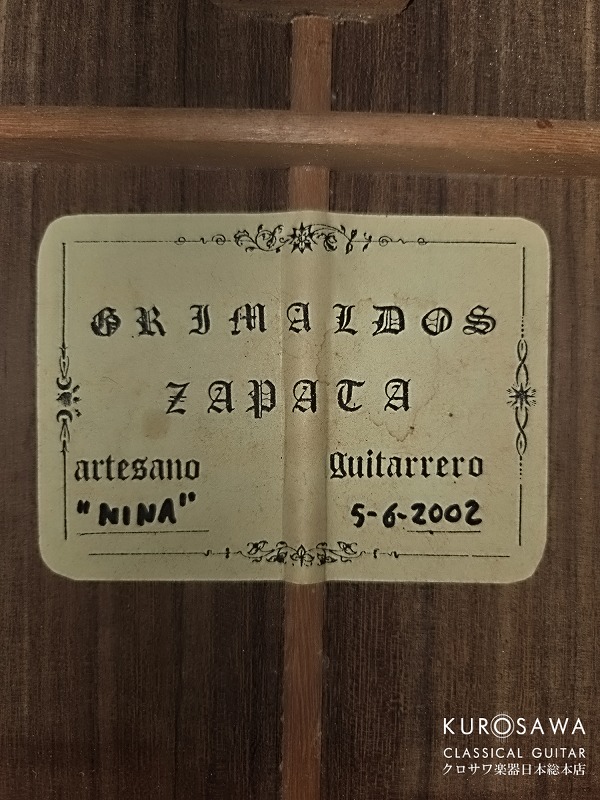 GRIMALDOS
ZAPATA
artesano guitarrero
"NINA" 5-6-2002
KUROSAWA
CLASSICAL GUITAR
クロサワ楽器日本総本店